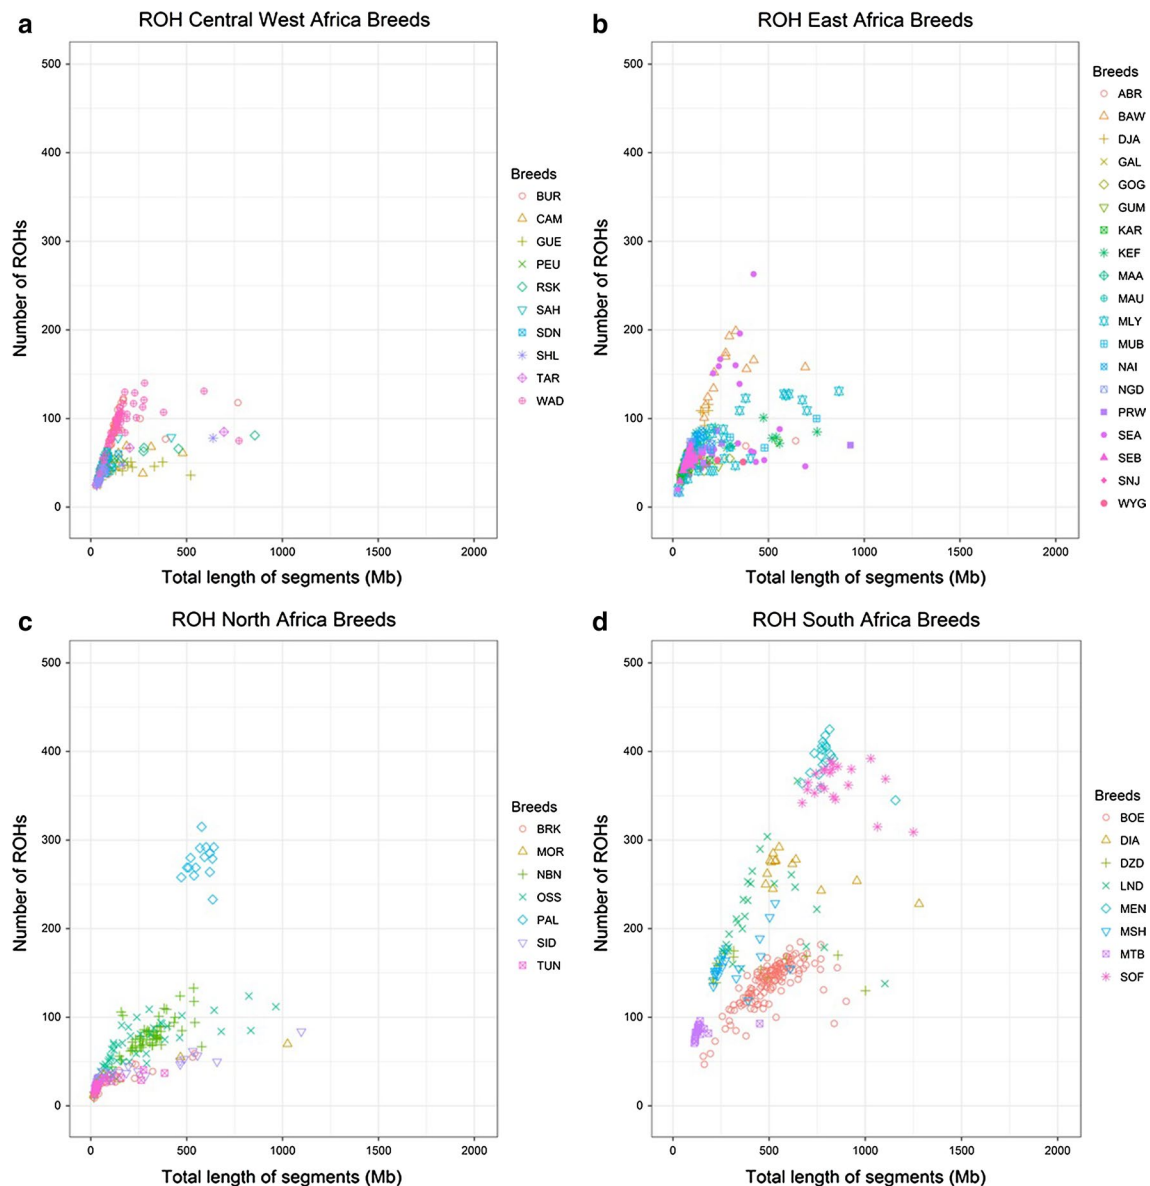 a
ROH Central West Africa Breeds
500
400
300
200
100
0
Number of ROHs
0 500 1000 1500 2000
Total length of segments (Mb)
Breeds
BUR
CAM
GUE
PEU
RSK
SAH
SDN
SHL
TAR
WAD
b
ROH East Africa Breeds
500
400
300
200
100
0
Number of ROHs
0 500 1000 1500 2000
Total length of segments (Mb)
Breeds
ABR
BAW
DJA
GAL
GOG
GUM
KAR
KEF
MAA
MAU
MLY
MUB
NAI
NGD
PRW
SEA
SEB
SNJ
WYG
c
ROH North Africa Breeds
500
400
300
200
100
0
Number of ROHs
0 500 1000 1500 2000
Total length of segments (Mb)
Breeds
BRK
MOR
NBN
OSS
PAL
SID
TUN
d
ROH South Africa Breeds
500
400
300
200
100
0
Number of ROHs
0 500 1000 1500 2000
Total length of segments (Mb)
Breeds
BOE
DIA
DZD
LND
MEN
MSH
MTB
SOF